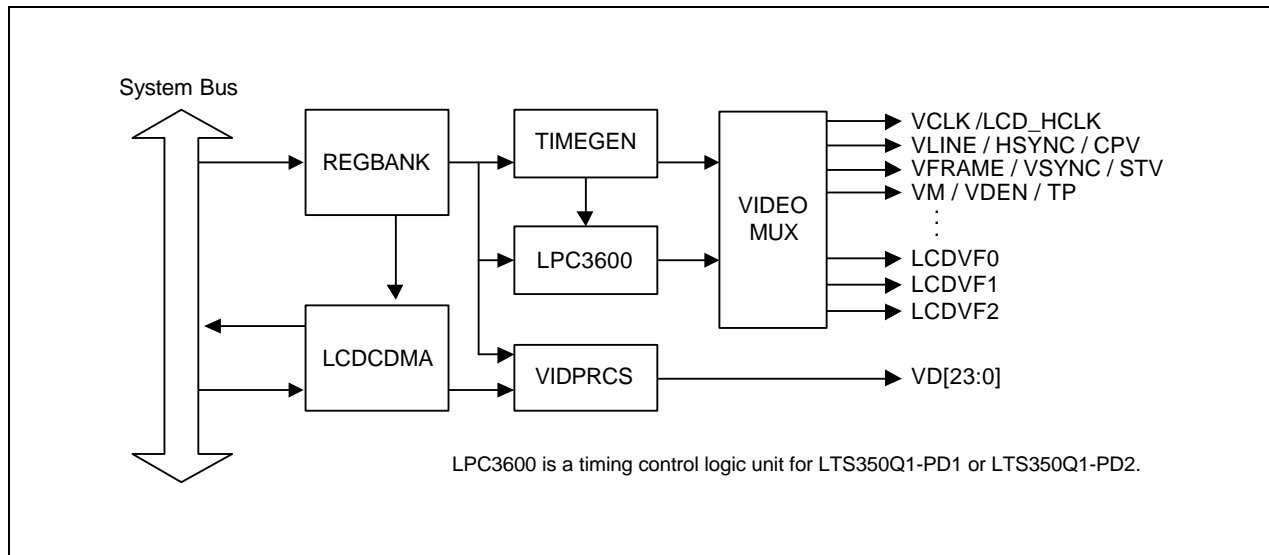 System Bus
REGBANK
TIMEGEN
LPC3600
LCDCDMA
VIDPRCS
VIDEO
MUX
VCLK /LCD_HCLK
VLINE / HSYNC / CPV
VFRAME / VSYNC / STV
VM / VDEN / TP
LCDVF0
LCDVF1
LCDVF2
VD[23:0]
LPC3600 is a timing control logic unit for LTS350Q1-PD1 or LTS350Q1-PD2.